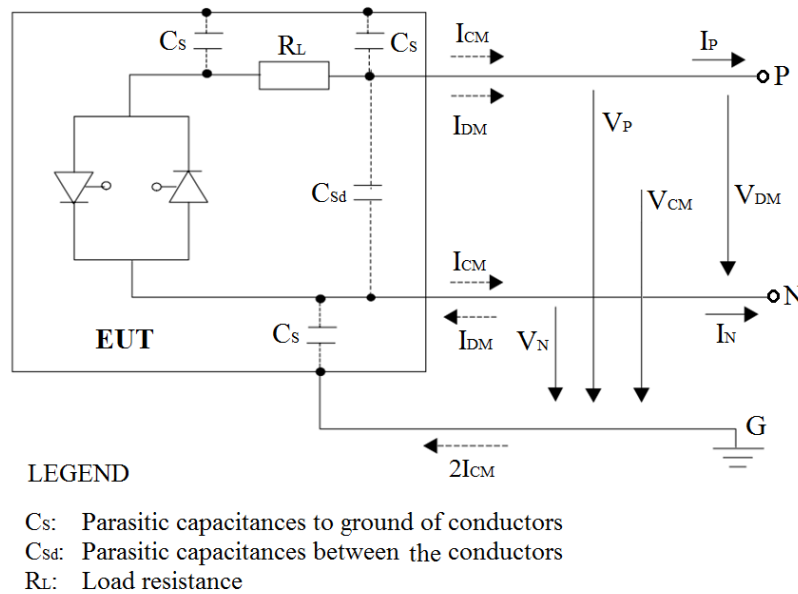 Cs
RL
Cs
ICM
IP
P
IDM
VP
CSd
VCM
VDM
ICM
N
Cs
EUT
IDM
VN
IN
G
2ICM
LEGEND
Cs: Parasitic capacitances to ground of conductors
CSd: Parasitic capacitances between the conductors
RL: Load resistance